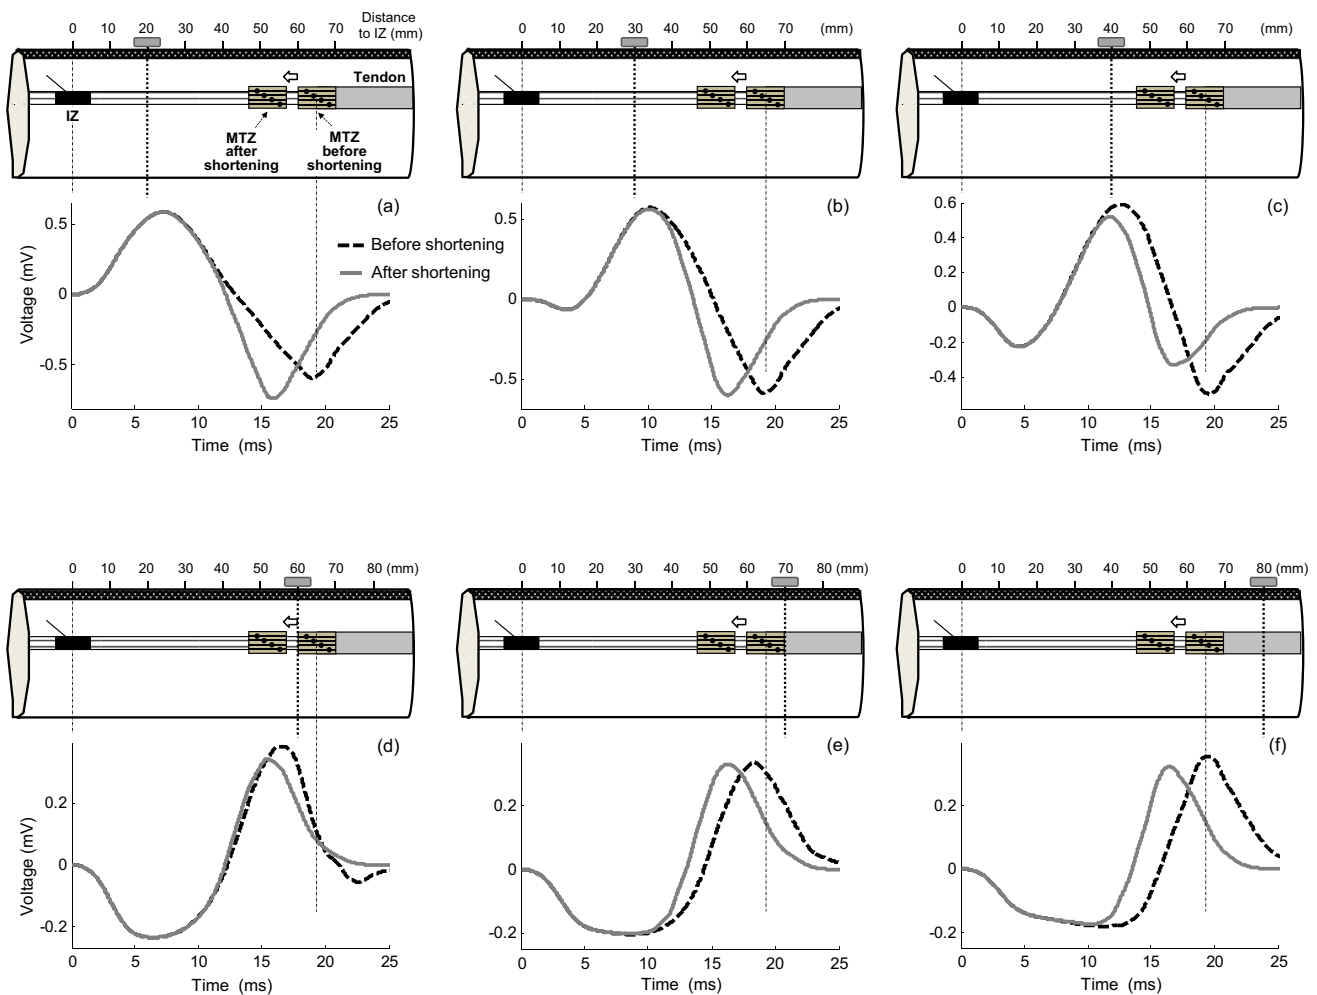 0 10 20 30 40 50 60 70 Distance to IZ (mm)
Tendon
IZ
MTZ after shortening
MTZ before shortening
(a)
Before shortening
After shortening
Voltage (mV)
0.5
0
-0.5
0 5 10 15 20 25
Time (ms)
0 10 20 30 40 50 60 70 (mm)
(b)
0.5
0
-0.5
0 5 10 15 20 25
Time (ms)
0 10 20 30 40 50 60 70 (mm)
(c)
0.6
0.4
0.2
0
-0.2
-0.4
0 5 10 15 20 25
Time (ms)
0 10 20 30 40 50 60 70 80 (mm)
(d)
Voltage (mV)
0.2
0
-0.2
0 5 10 15 20 25
Time (ms)
0 10 20 30 40 50 60 70 80 (mm)
(e)
0.2
0
-0.2
0 5 10 15 20 25
Time (ms)
0 10 20 30 40 50 60 70 80 (mm)
(f)
0.2
0
-0.2
0 5 10 15 20 25
Time (ms)